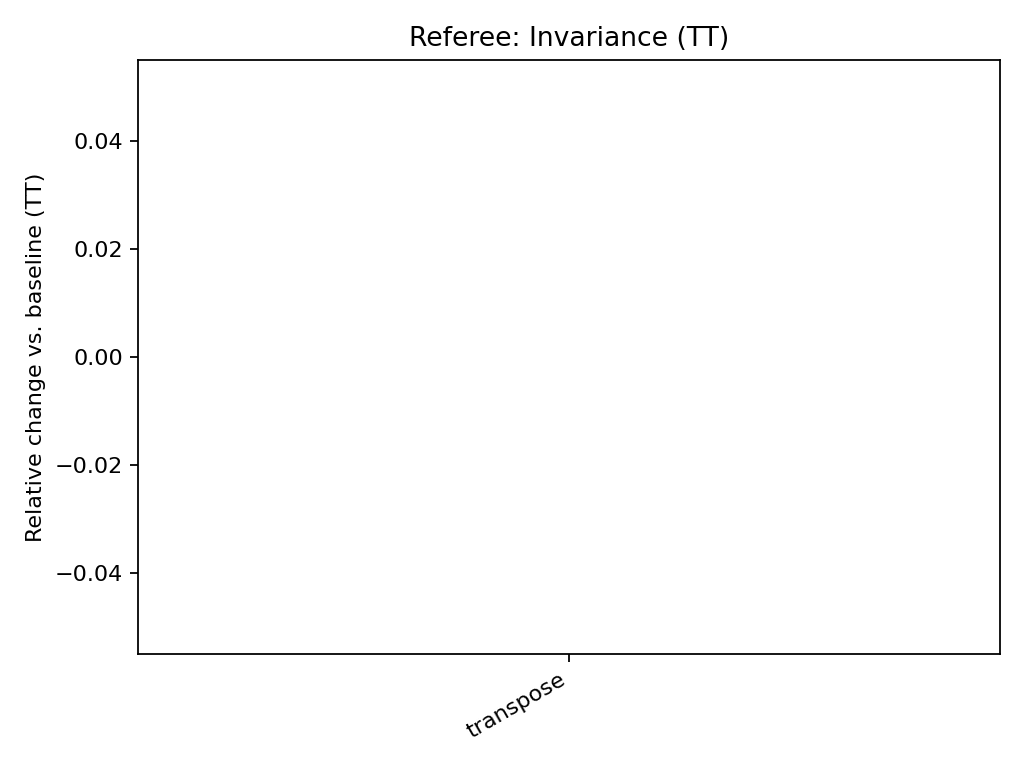 Referee: Invariance (TT)
Relative change vs. baseline (TT)
0.04
0.02
0.00
−0.02
−0.04
transpose